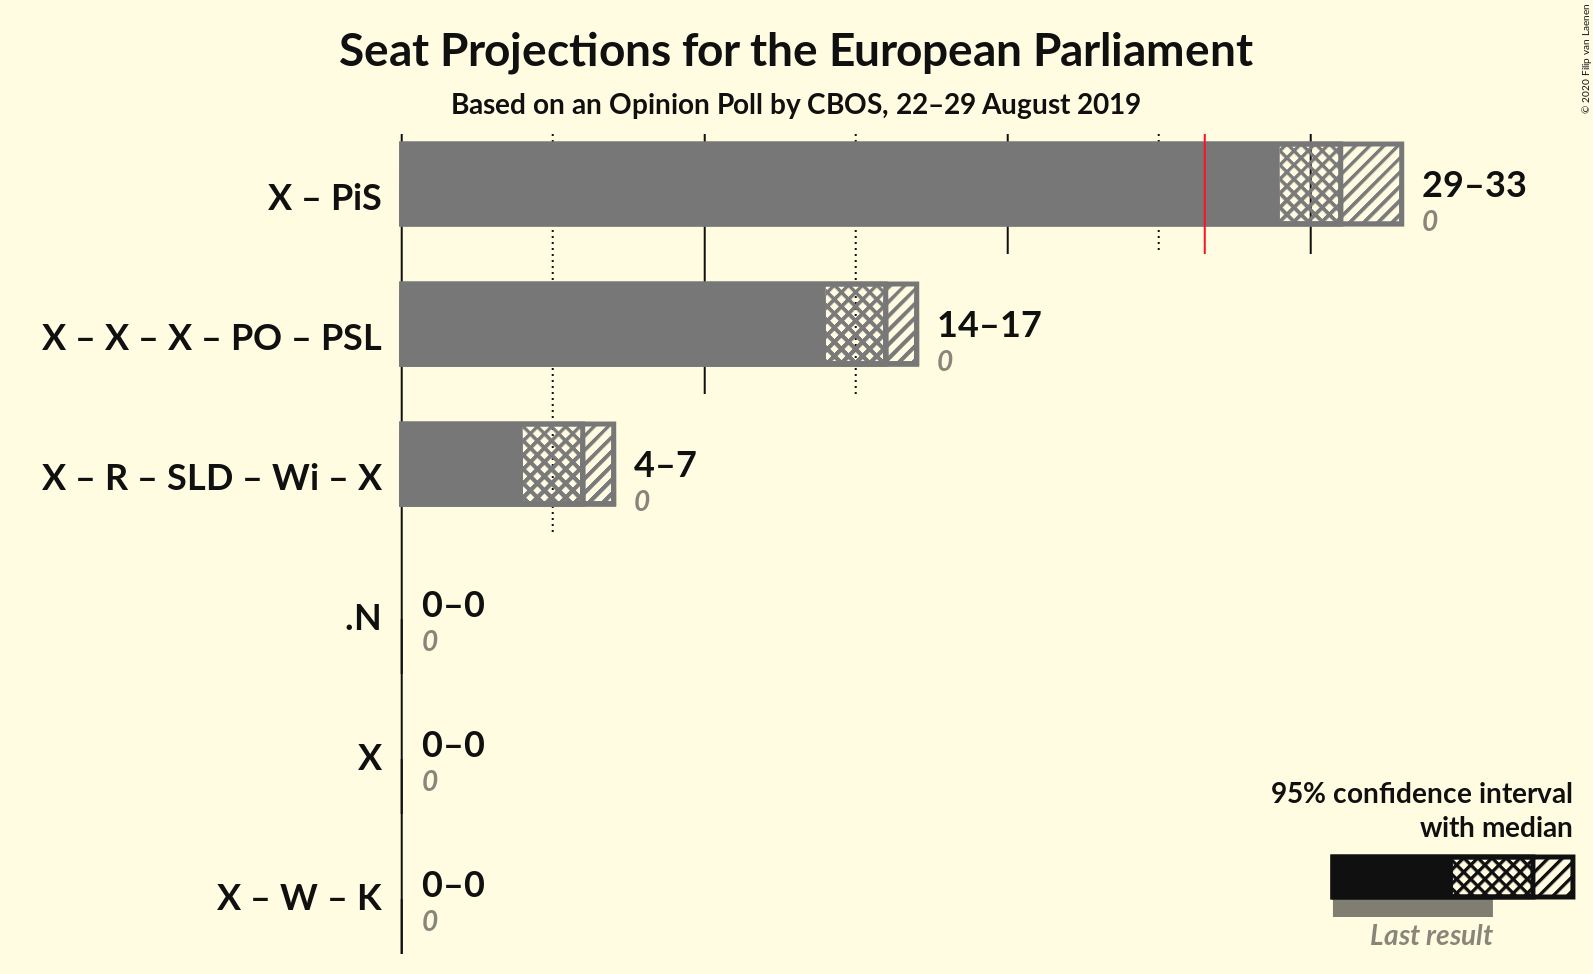 Seat Projections for the European Parliament
Based on an Opinion Poll by CBOS, 22–29 August 2019
© 2020 Filip van Laenen
X – PiS
29–33
0
X – X – X – PO – PSL
14–17
0
X – R – SLD – Wi – X
4–7
0
.N
0–0
0
X
0–0
0
X – W – K
0–0
0
95% confidence interval
with median
Last result